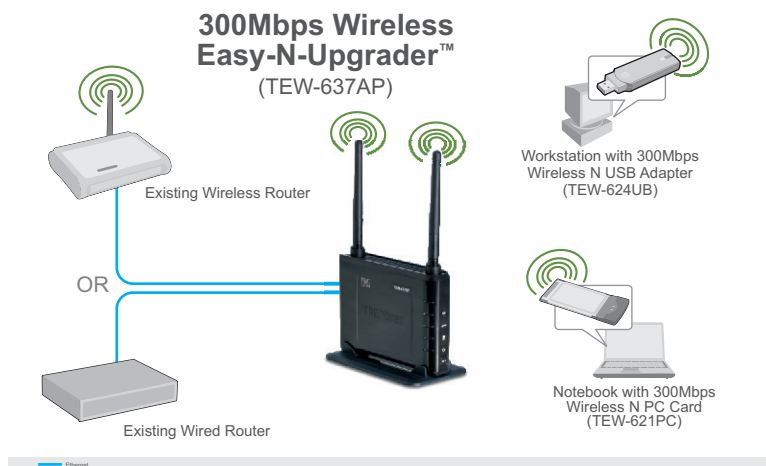 300Mbps Wireless
Easy-N-Upgrader™
(TEW-637AP)
Workstation with 300Mbps
Wireless N USB Adapter
(TEW-624UB)
Existing Wireless Router
OR
TRENDnet
Notebook with 300Mbps
Wireless N PC Card
(TEW-621PC)
Existing Wired Router
Ethernet